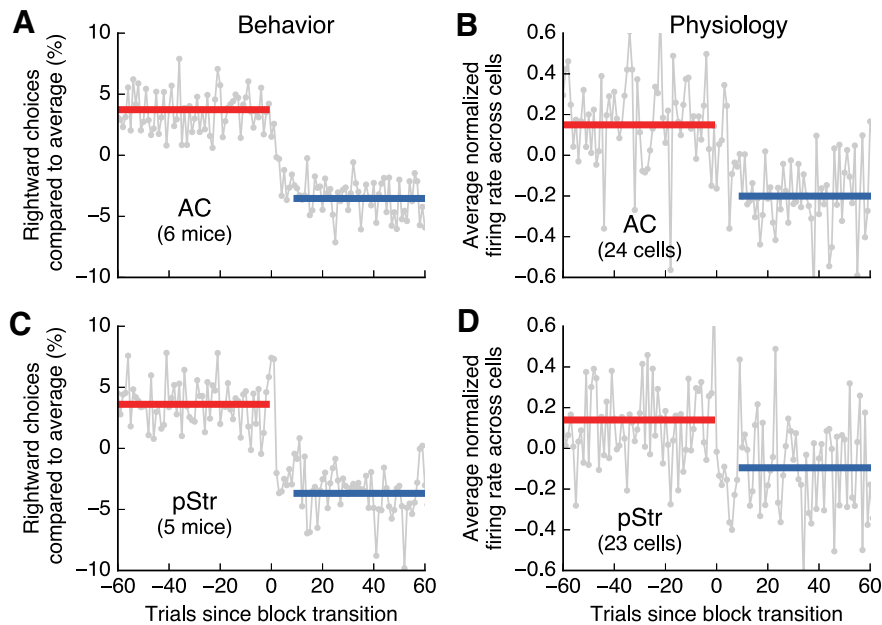 A
Behavior
Rightward choices
compared to average (%)
10
5
0
−5
−10
AC
(6 mice)
B
Physiology
Average normalized
firing rate across cells
0.6
0.4
0.2
0.0
−0.2
−0.4
−0.6
AC
(24 cells)
C
Rightward choices
compared to average (%)
10
5
0
−5
−10
pStr
(5 mice)
−60 −40 −20 0 20 40 60
Trials since block transition
D
Average normalized
firing rate across cells
0.6
0.4
0.2
0.0
−0.2
−0.4
−0.6
pStr
(23 cells)
−60 −40 −20 0 20 40 60
Trials since block transition